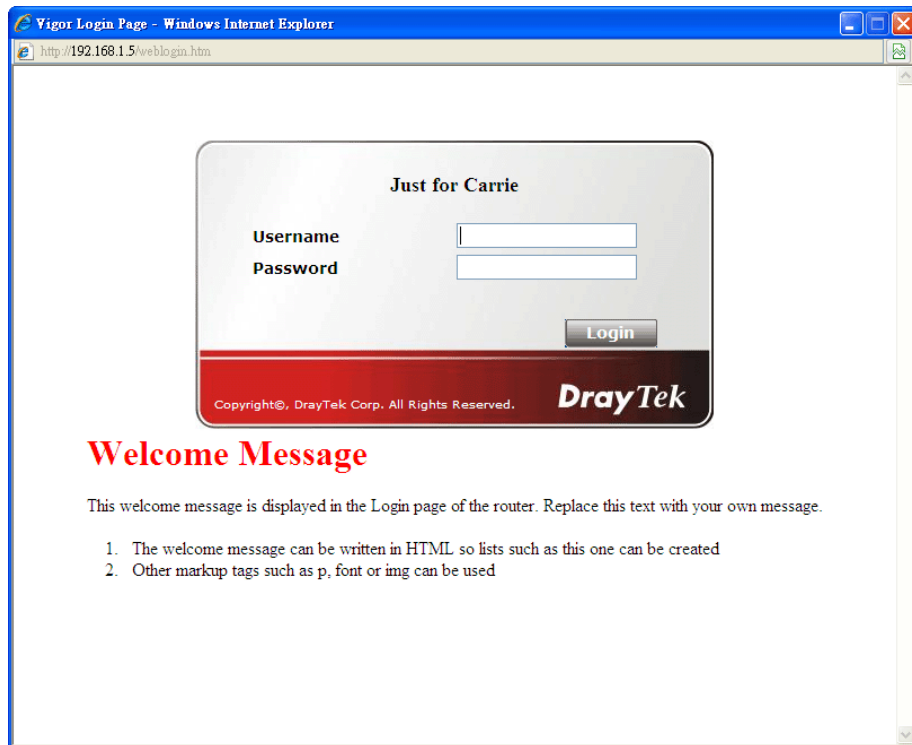 Vigor Login Page - Windows Internet Explorer
http://192.168.1.5/weblogin.htm
Just for Carrie
Username
Password
Login
Copyright©, DrayTek Corp. All Rights Reserved.
DrayTek
Welcome Message
This welcome message is displayed in the Login page of the router. Replace this text with your own message.
1. The welcome message can be written in HTML so lists such as this one can be created
2. Other markup tags such as p, font or img can be used